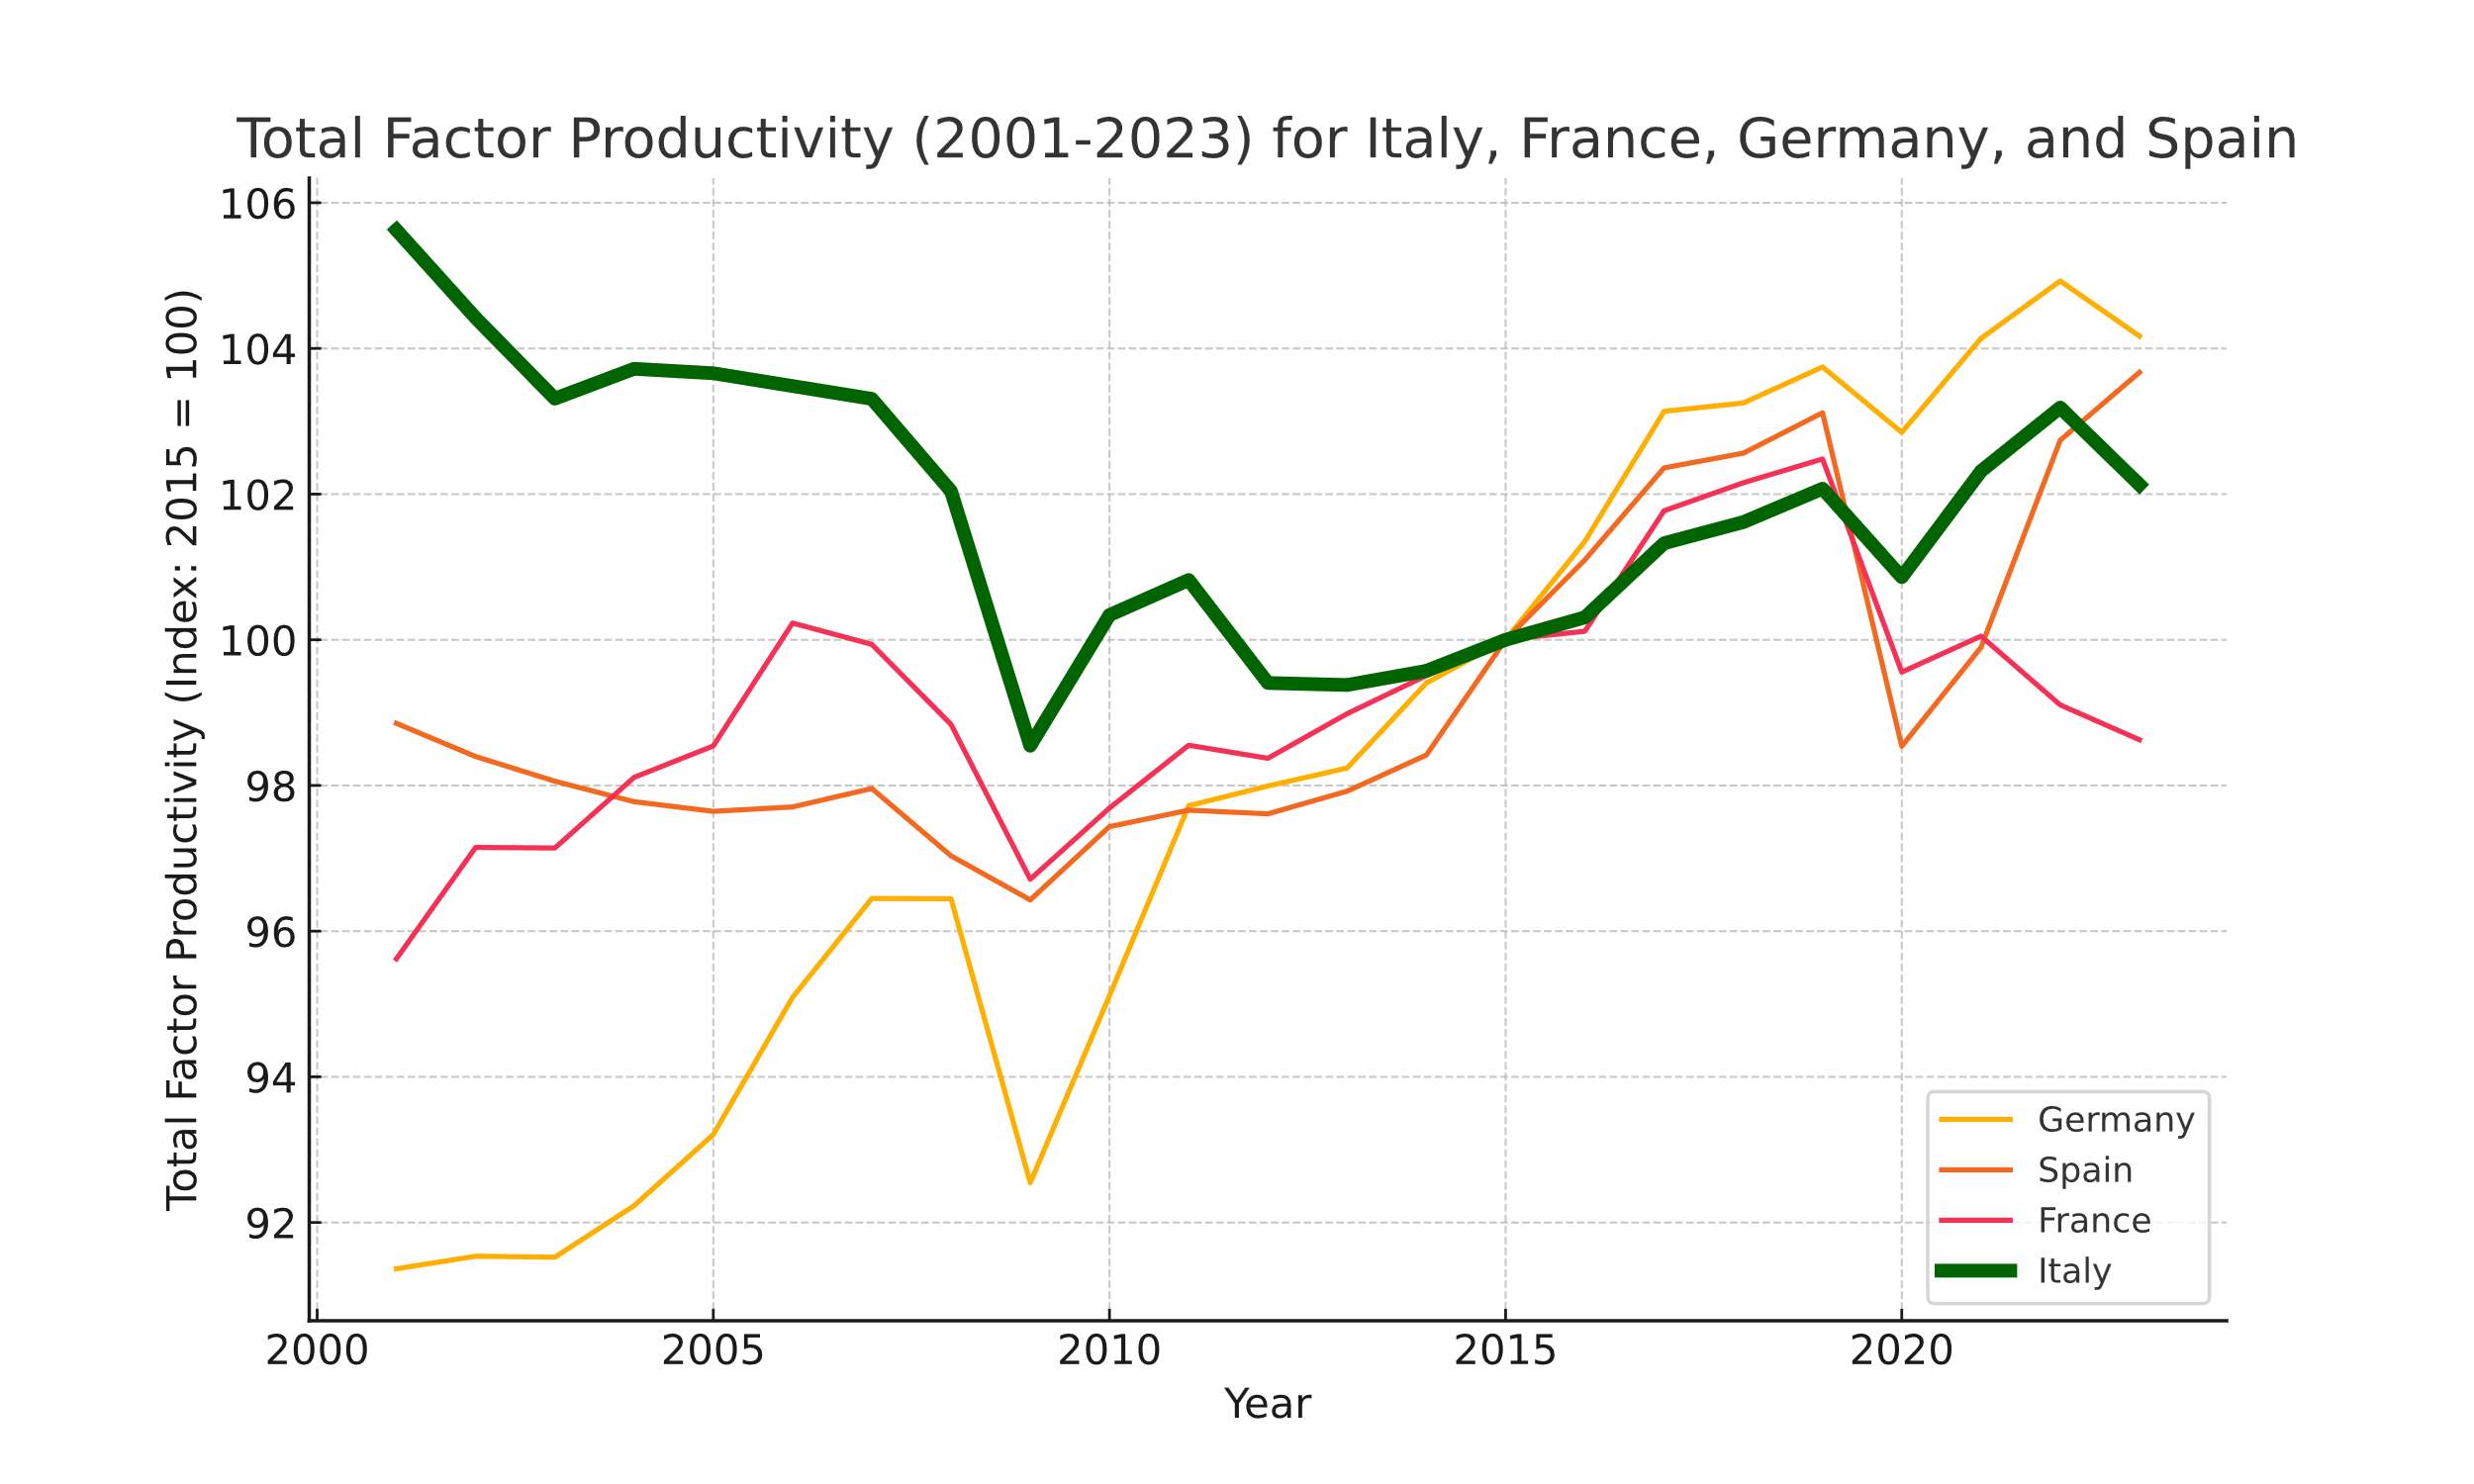 Total Factor Productivity (2001-2023) for Italy, France, Germany, and Spain
Total Factor Productivity (Index: 2015 = 100)
106
104
102
100
98
96
94
92
2000 2005 2010 2015 2020
Year
Germany
Spain
France
Italy